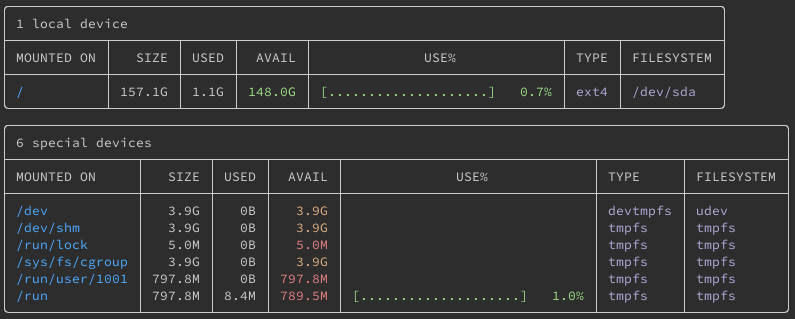 1 local device
MOUNTED ON SIZE USED AVAIL USE% TYPE FILESYSTEM
/ 157.1G 1.1G 148.0G [....................] 0.7% ext4 /dev/sda
6 special devices
MOUNTED ON SIZE USED AVAIL USE% TYPE FILESYSTEM
/dev 3.9G 0B 3.9G devtmpfs udev
/dev/shm 3.9G 0B 3.9G tmpfs tmpfs
/run/lock 5.0M 0B 5.0M tmpfs tmpfs
/sys/fs/cgroup 3.9G 0B 3.9G tmpfs tmpfs
/run/user/1001 797.8M 0B 797.8M tmpfs tmpfs
/run 797.8M 8.4M 789.5M [....................] 1.0% tmpfs tmpfs